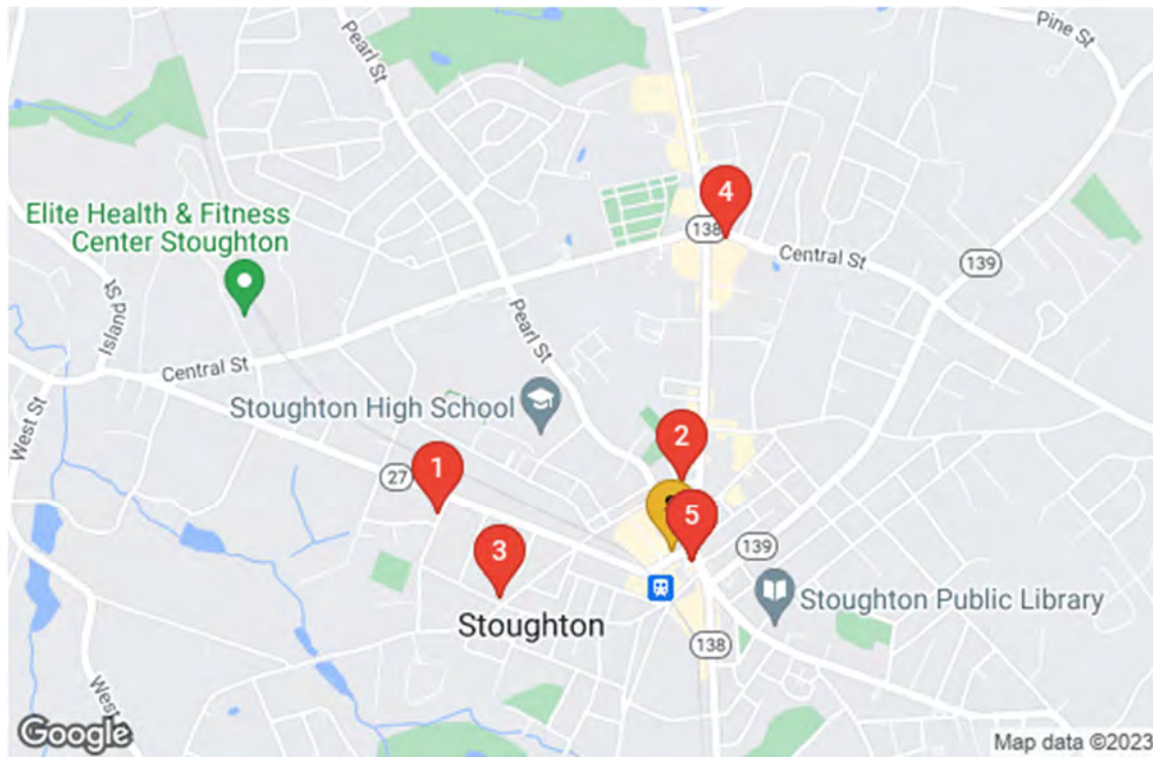 Pearl St
Pine St
4
138
Elite Health & Fitness
Center Stoughton
Central St
139
Island St
Pearl St
Central St
Stoughton High School
West St
2
1
27
5
3
139
Stoughton Public Library
Stoughton
138
West
Google
Map data ©2023